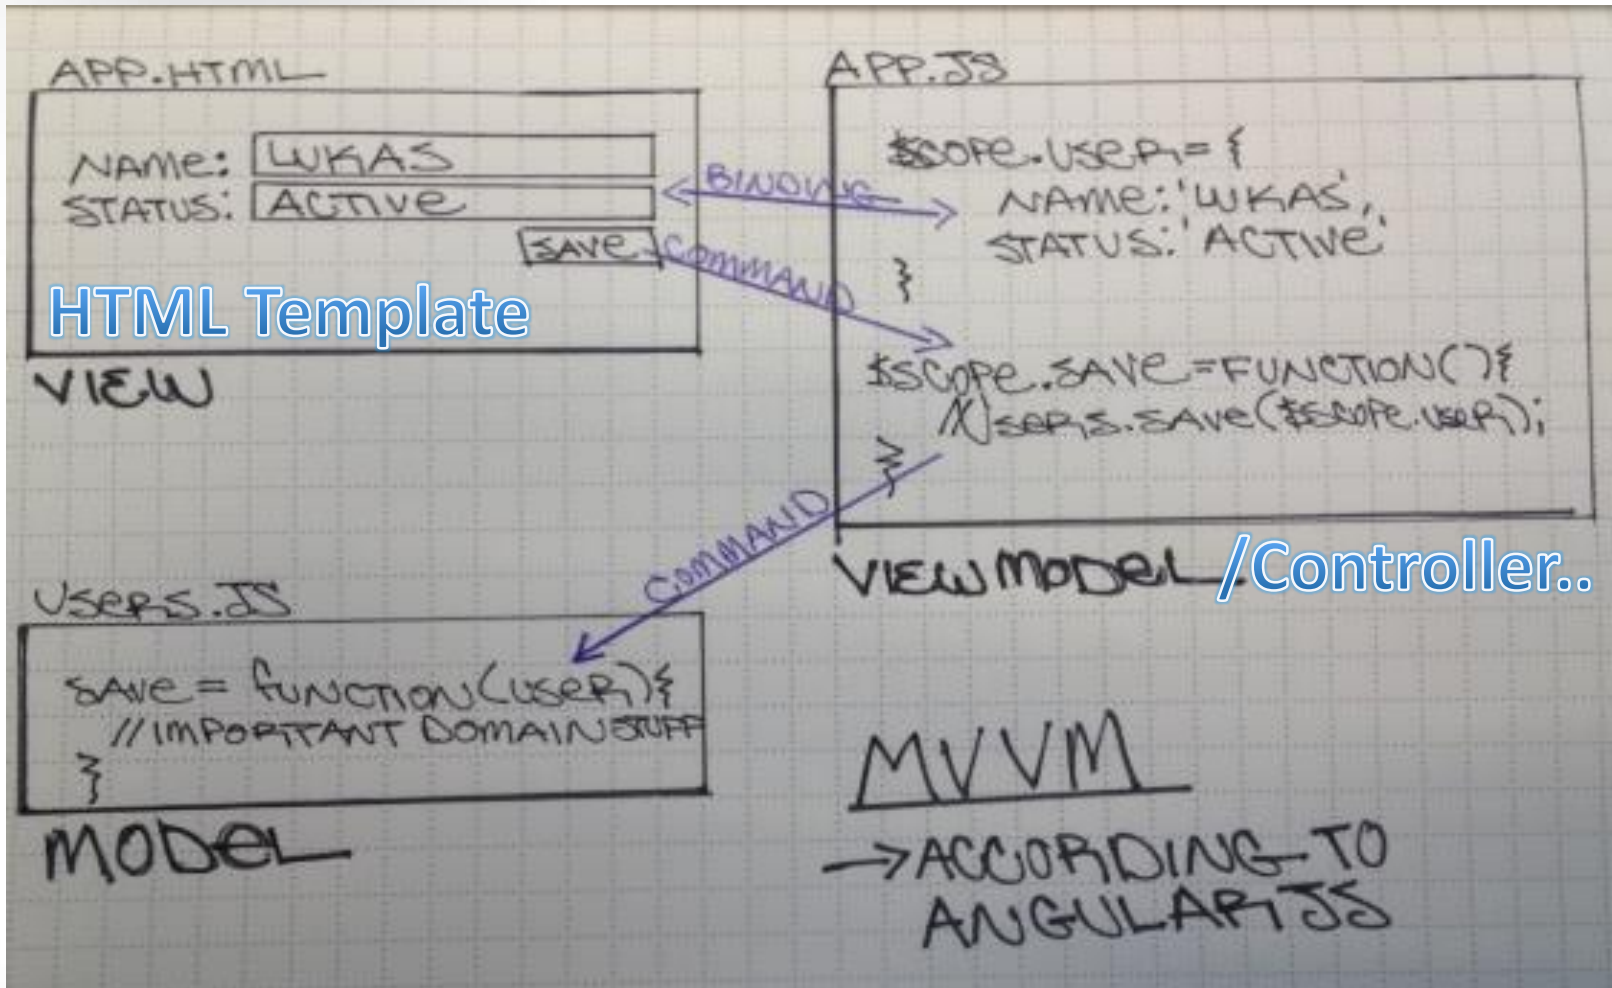 APP.HTML
NAME: LUKAS
STATUS: ACTIVE
SAVE
HTML Template
VIEW
BINDING
COMMAND
APP.JS
$SCOPE.USER= {
NAME: 'LUKAS',
STATUS: 'ACTIVE'
}
$SCOPE.SAVE=FUNCTION(){
USERS.SAVE($SCOPE.USER);
}
VIEWMODEL /Controller..
COMMAND
USERS.JS
SAVE = FUNCTION(USER){
//IMPORTANT DOMAIN STUFF
}
MODEL
MVVM
→ACCORDING TO
ANGULARJS